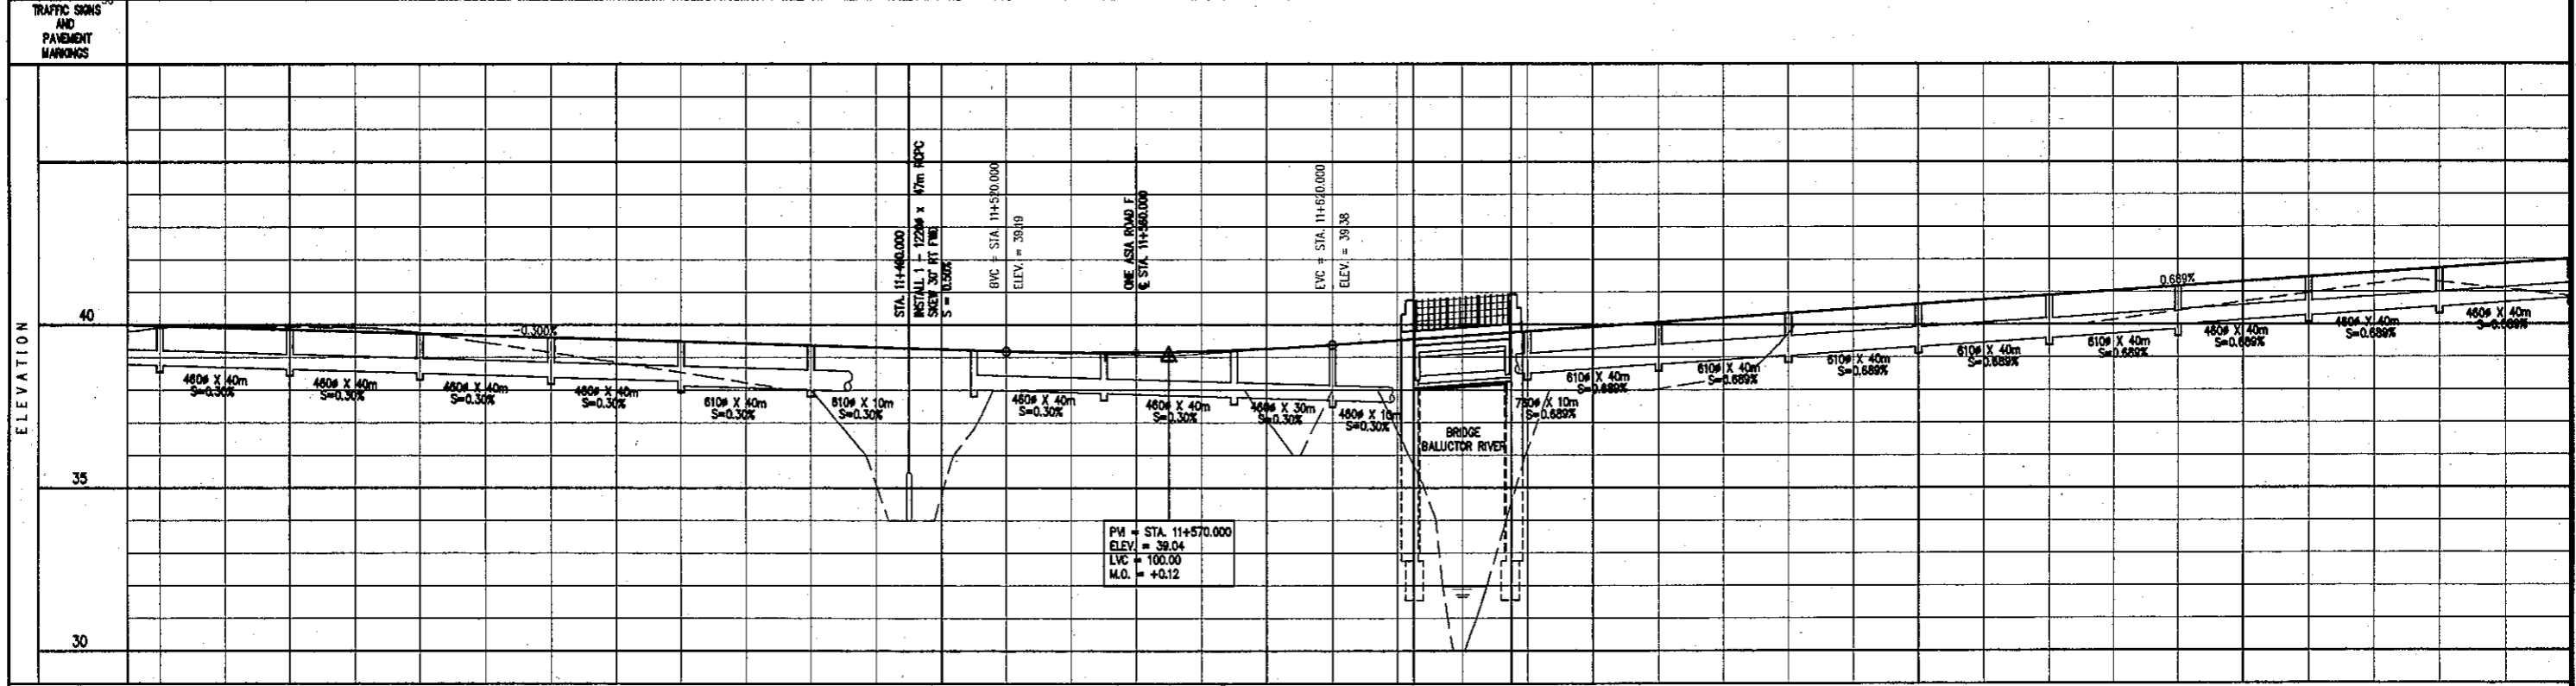 TRAFFIC SIGNS
AND
PAVEMENT
MARKINGS
ELEVATION
40
35
30
STA. 11+490.000
INSTALL 1 - 1220ø x 47m RCPC
SKEW 30° RT FWD
S = 0.50%
BVC = STA. 11+520.000
ELEV. = 39.19
ONE ASIA ROAD F
℄ STA. 11+560.000
EVC = STA. 11+620.000
ELEV. = 39.38
-0.300%
0.689%
460ø X 40m
S=0.30%
460ø X 40m
S=0.30%
460ø X 40m
S=0.30%
460ø X 40m
S=0.30%
610ø X 40m
S=0.30%
610ø X 10m
S=0.30%
460ø X 40m
S=0.30%
460ø X 40m
S=0.30%
460ø X 30m
S=0.30%
460ø X 10m
S=0.30%
BRIDGE
BALUCTOR RIVER
760ø X 10m
S=0.689%
610ø X 40m
S=0.689%
610ø X 40m
S=0.689%
610ø X 40m
S=0.689%
610ø X 40m
S=0.689%
610ø X 40m
S=0.689%
460ø X 40m
S=0.689%
460ø X 40m
S=0.689%
460ø X 40m
S=0.689%
PVI = STA. 11+570.000
ELEV. = 39.04
LVC = 100.00
M.O. = +0.12